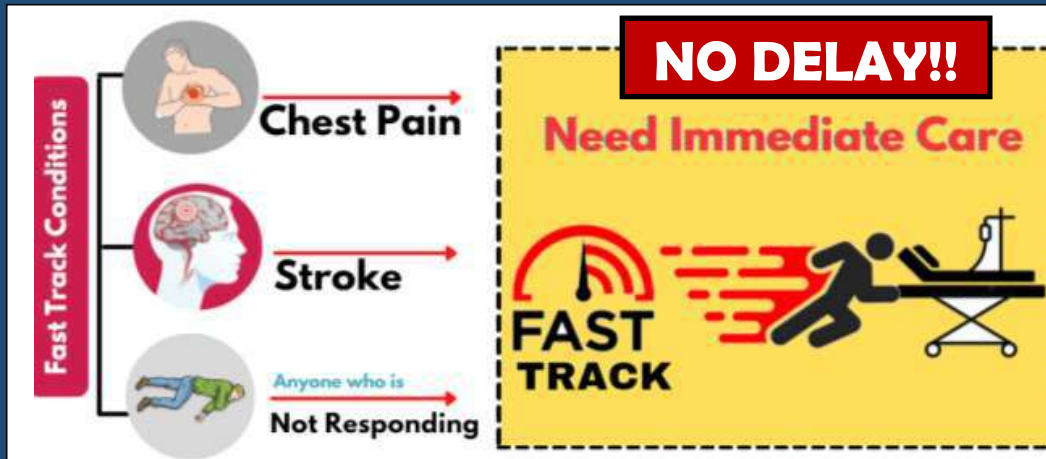 Fast Track Conditions
Chest Pain
Stroke
Anyone who is
Not Responding
NO DELAY!!
Need Immediate Care
FAST
TRACK